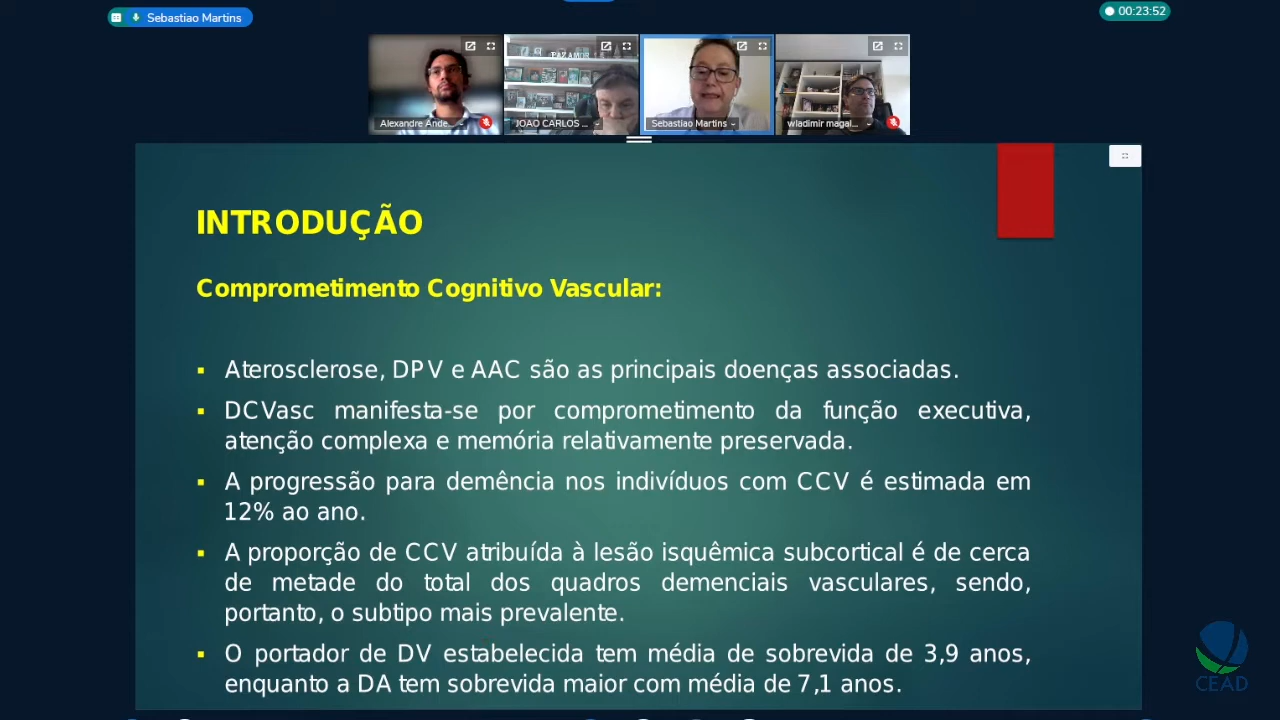 Sebastiao Martins
00:23:52
PAZ AMOR
Alexandre Ande...
JOAO CARLOS ...
Sebastiao Martins
wladimir magal...
INTRODUÇÃO
Comprometimento Cognitivo Vascular:
Aterosclerose, DPV e AAC são as principais doenças associadas.
DCVasc manifesta-se por comprometimento da função executiva,
atenção complexa e memória relativamente preservada.
A progressão para demência nos indivíduos com CCV é estimada em
12% ao ano.
A proporção de CCV atribuída à lesão isquêmica subcortical é de cerca
de metade do total dos quadros demenciais vasculares, sendo,
portanto, o subtipo mais prevalente.
O portador de DV estabelecida tem média de sobrevida de 3,9 anos,
enquanto a DA tem sobrevida maior com média de 7,1 anos.
CEAD